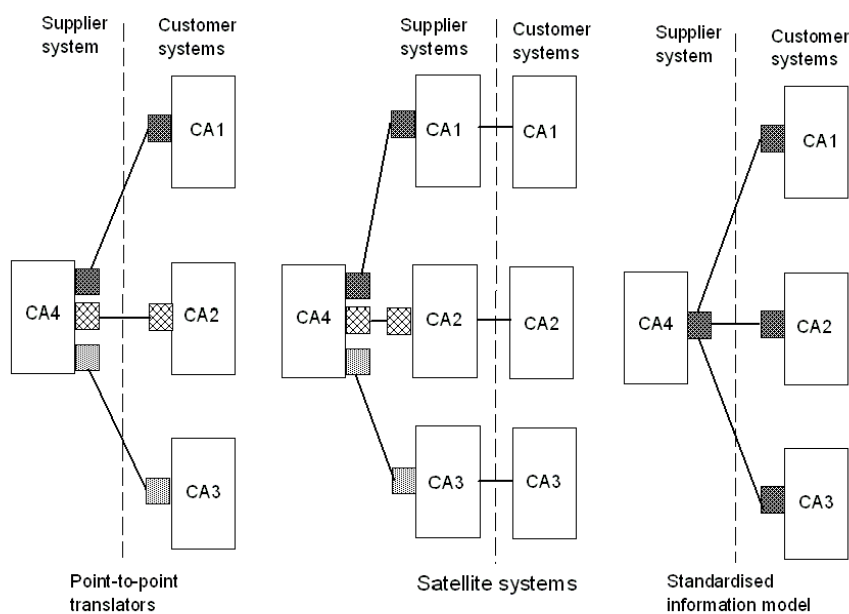 Supplier
system
Customer
systems
CA1
CA4
CA2
CA3
Point-to-point
translators
Supplier
systems
Customer
systems
CA1
CA1
CA4
CA2
CA2
CA3
CA3
Satellite systems
Supplier
system
Customer
systems
CA1
CA4
CA2
CA3
Standardised
information model